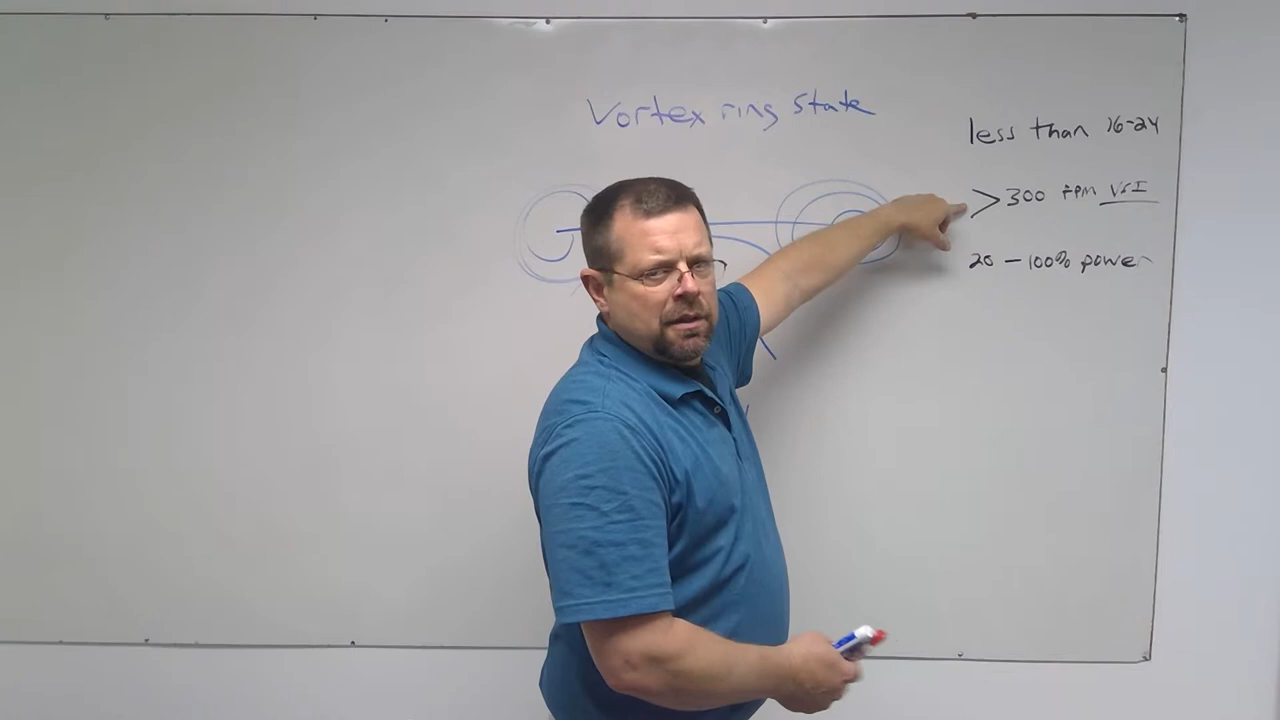 Vortex ring state
less than 16-24
>300 FPM VSI
20 - 100% power